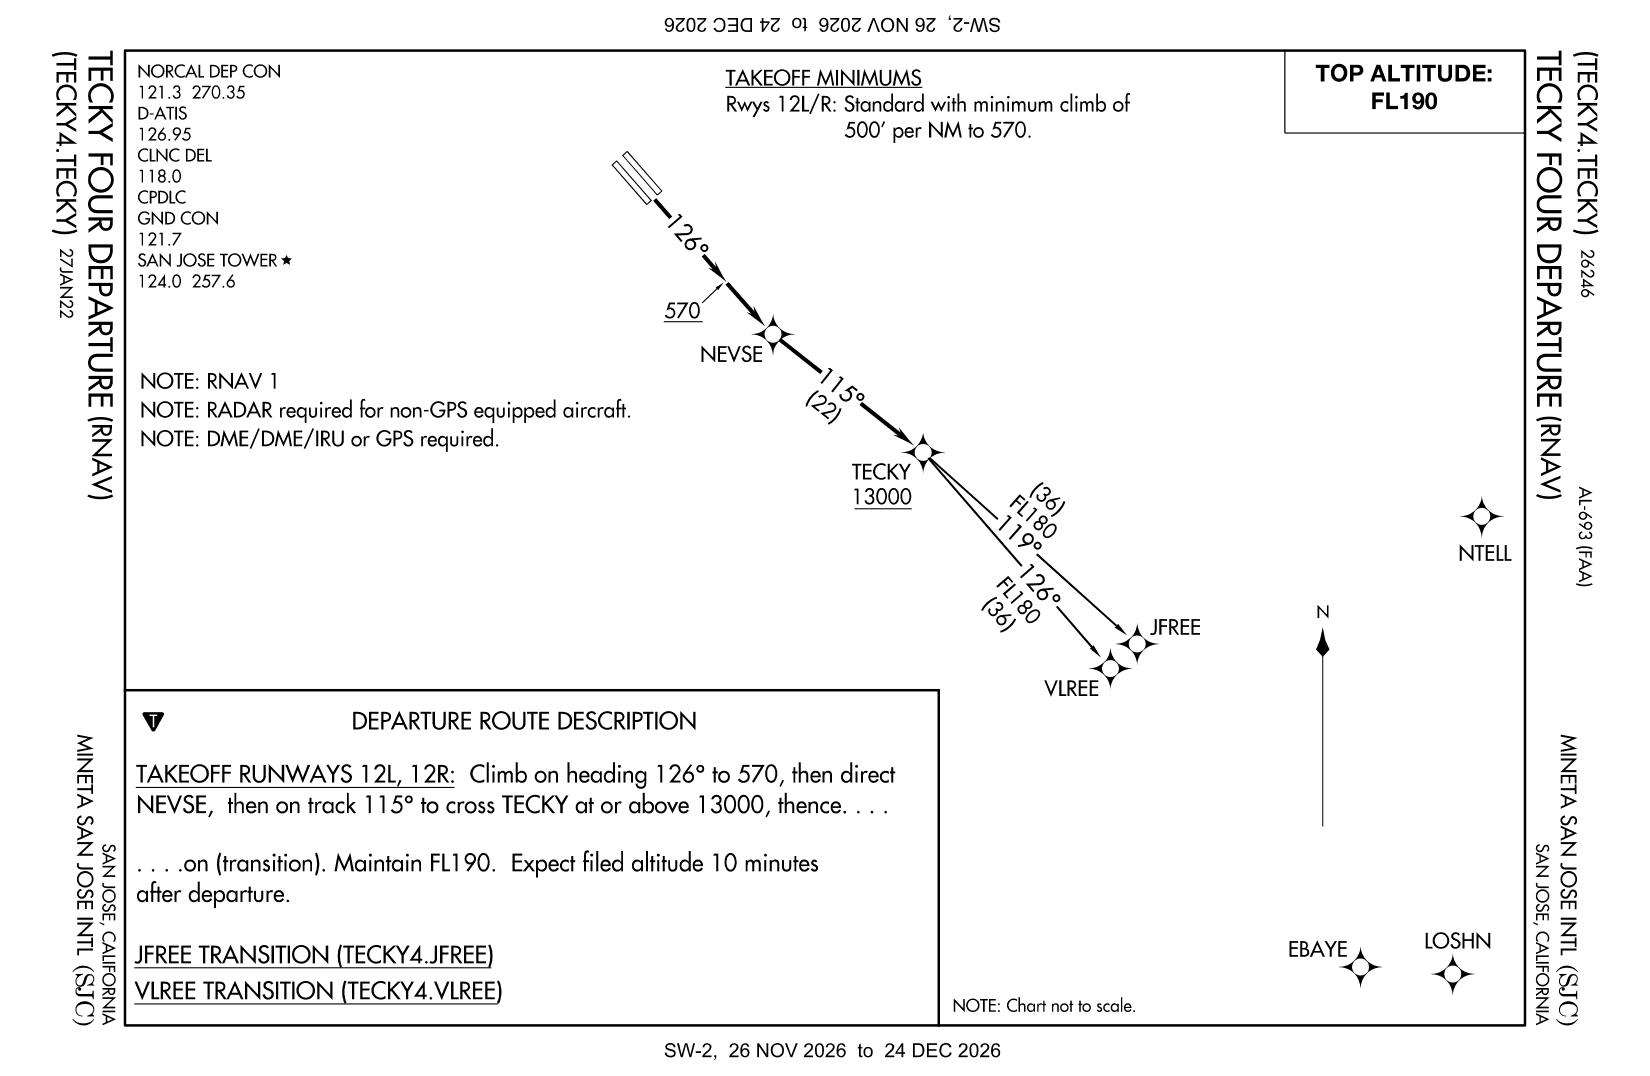 SW-2, 26 NOV 2026 to 24 DEC 2026
TECKY FOUR DEPARTURE (RNAV)
(TECKY4.TECKY) 27JAN22
MINETA SAN JOSE INTL (SJC)
SAN JOSE, CALIFORNIA
NORCAL DEP CON
121.3 270.35
D-ATIS
126.95
CLNC DEL
118.0
CPDLC
GND CON
121.7
SAN JOSE TOWER ★
124.0 257.6
TAKEOFF MINIMUMS
Rwys 12L/R: Standard with minimum climb of
500’ per NM to 570.
TOP ALTITUDE:
FL190
126°
570
NEVSE
115°
(22)
NOTE: RNAV 1
NOTE: RADAR required for non-GPS equipped aircraft.
NOTE: DME/DME/IRU or GPS required.
TECKY
13000
(36)
FL180
119°
126°
FL180
(36)
JFREE
VLREE
NTELL
N
EBAYE
LOSHN
NOTE: Chart not to scale.
T
DEPARTURE ROUTE DESCRIPTION
TAKEOFF RUNWAYS 12L, 12R: Climb on heading 126° to 570, then direct
NEVSE, then on track 115° to cross TECKY at or above 13000, thence. . . .
. . . .on (transition). Maintain FL190. Expect filed altitude 10 minutes
after departure.
JFREE TRANSITION (TECKY4.JFREE)
VLREE TRANSITION (TECKY4.VLREE)
(TECKY4.TECKY) 26246
TECKY FOUR DEPARTURE (RNAV)
AL-693 (FAA)
MINETA SAN JOSE INTL (SJC)
SAN JOSE, CALIFORNIA
SW-2, 26 NOV 2026 to 24 DEC 2026